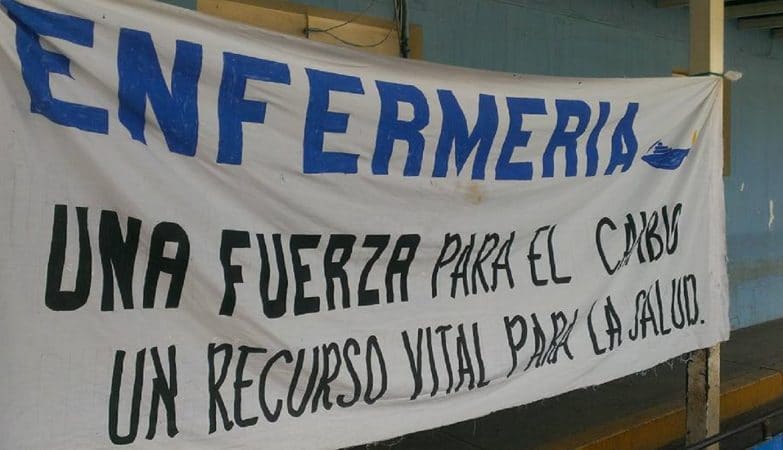 ENFERMERIA
UNA FUERZA PARA EL CAMBIO
UN RECURSO VITAL PARA LA SALUD.